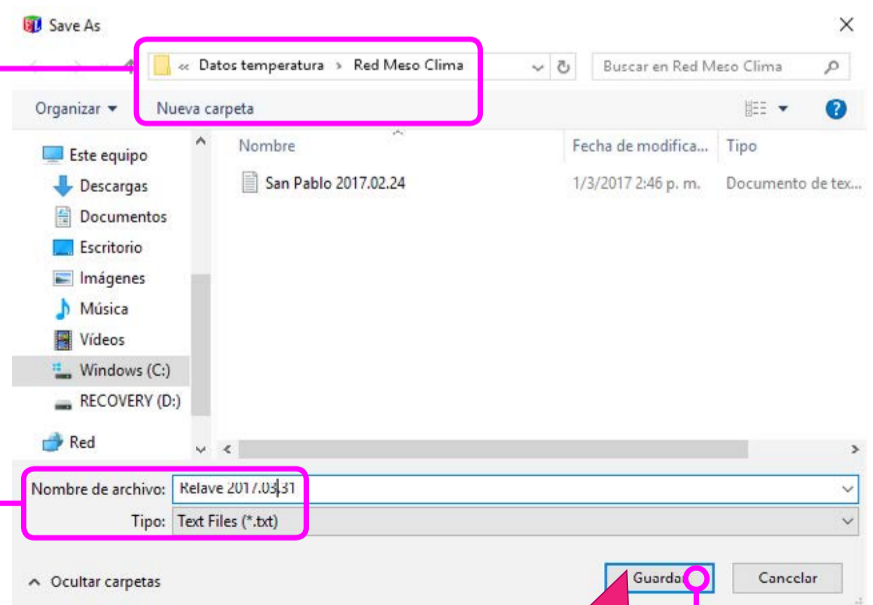 Save As
« Datos temperatura › Red Meso Clima
Buscar en Red Meso Clima
Organizar
Nueva carpeta
Nombre
Fecha de modifica...
Tipo
Este equipo
San Pablo 2017.02.24
1/3/2017 2:46 p. m.
Documento de tex...
Descargas
Documentos
Escritorio
Imágenes
Música
Vídeos
Windows (C:)
RECOVERY (D:)
Red
Nombre de archivo: Relave 2017.03.31
Tipo: Text Files (*.txt)
Ocultar carpetas
Guardar
Cancelar